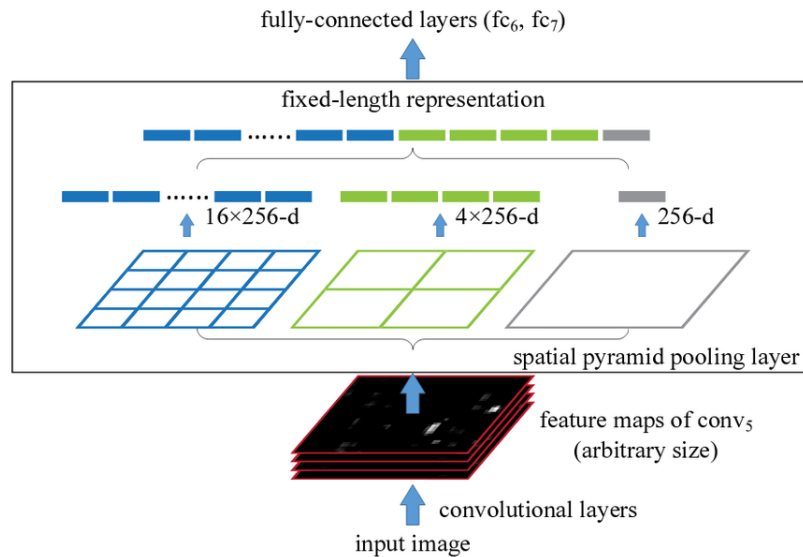 fully-connected layers (fc6, fc7)
fixed-length representation
16×256-d
4×256-d
256-d
spatial pyramid pooling layer
feature maps of conv5
(arbitrary size)
convolutional layers
input image